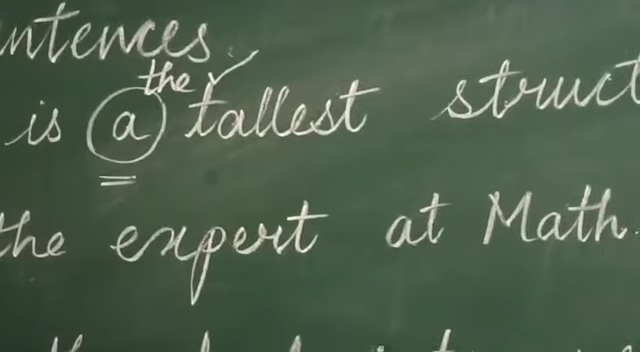 ntences.
the
is a tallest struct
the expert at Math.